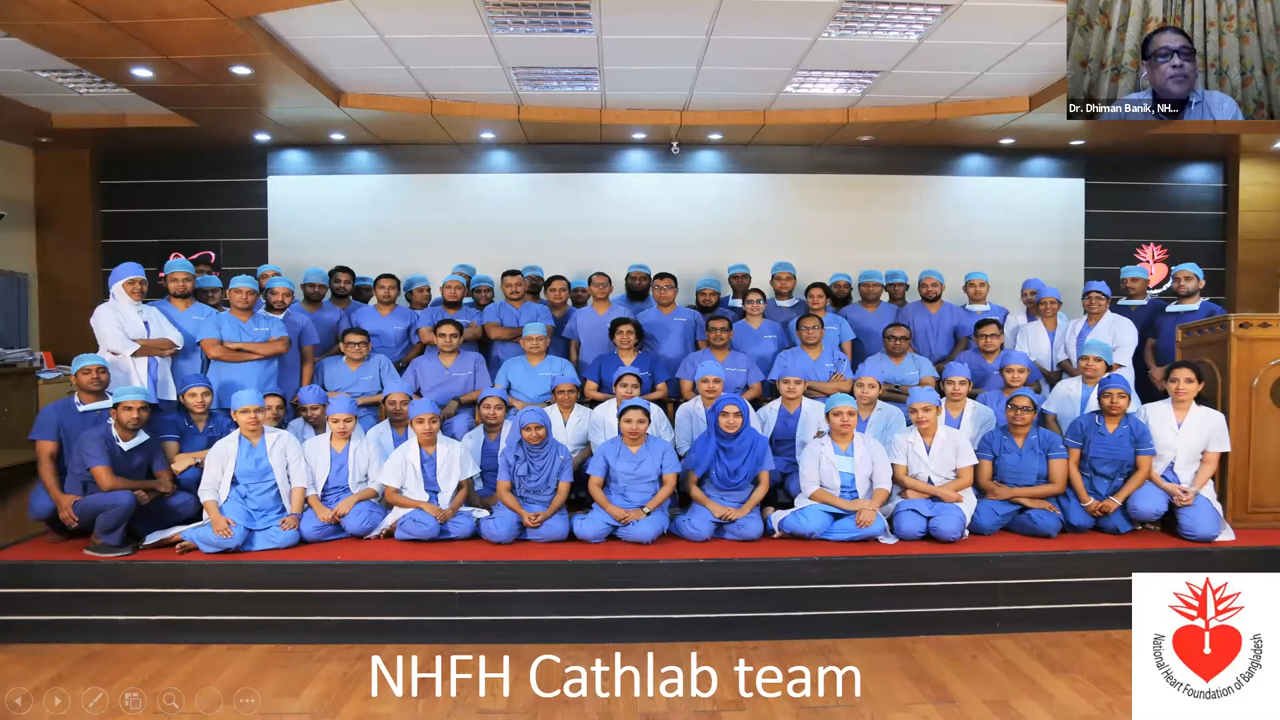 Dr. Dhiman Banik, NH...
NHFH Cathlab team
National Heart Foundation of Bangladesh